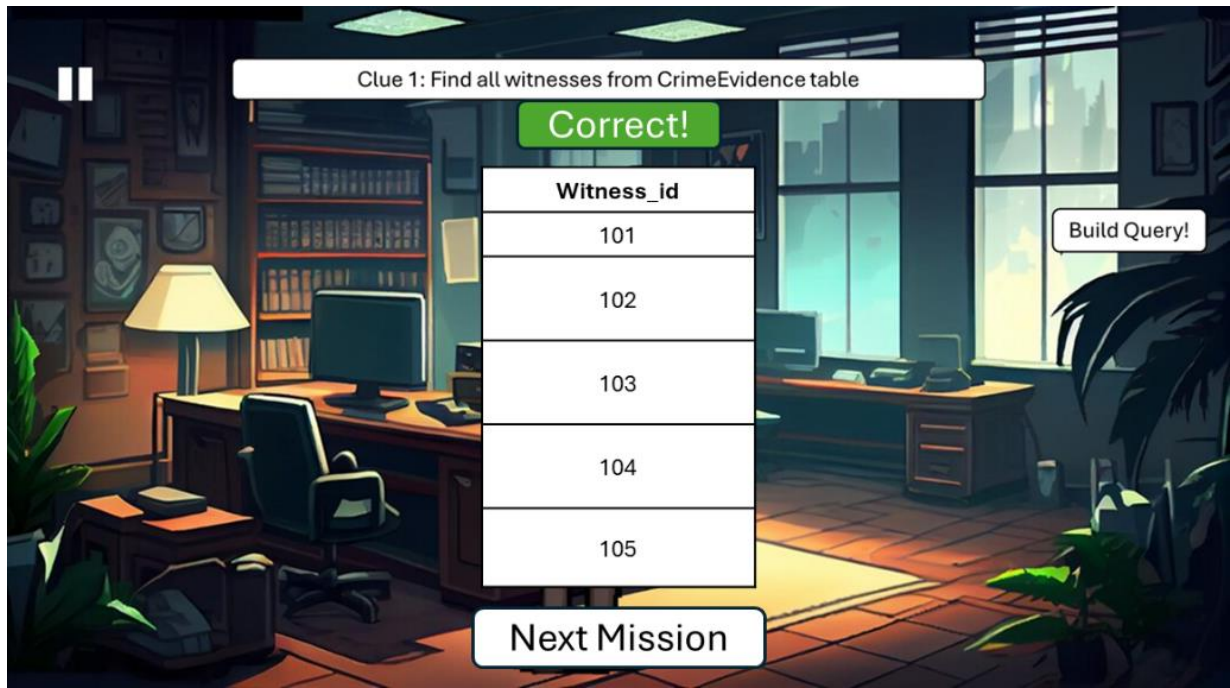 Clue 1: Find all witnesses from CrimeEvidence table
Correct!
Witness_id
101
Build Query!
102
103
104
105
Next Mission